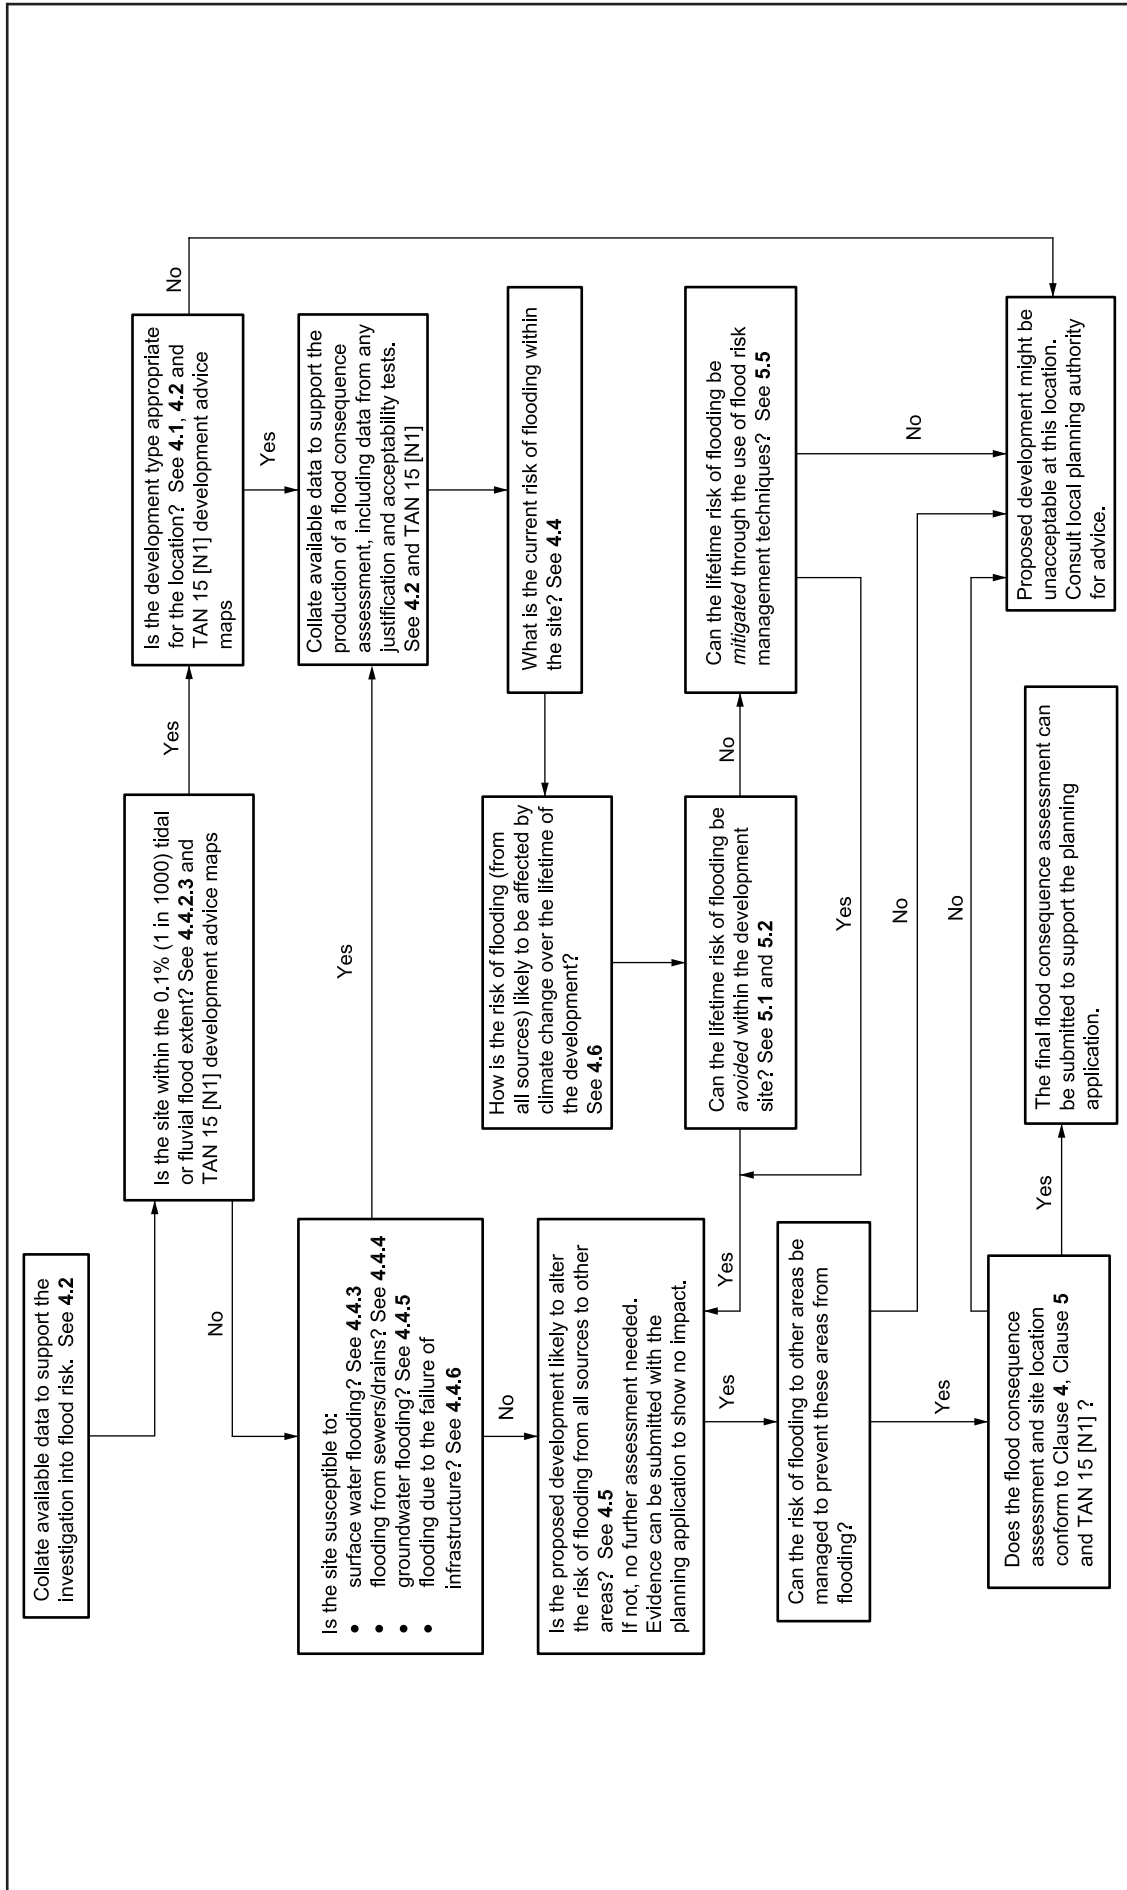 Collate available data to support the
investigation into flood risk. See 4.2
Is the site within the 0.1% (1 in 1000) tidal
or fluvial flood extent? See 4.4.2.3 and
TAN 15 [N1] development advice maps
Yes
Is the development type appropriate
for the location? See 4.1, 4.2 and
TAN 15 [N1] development advice
maps
No
No
Yes
Is the site susceptible to:
• surface water flooding? See 4.4.3
• flooding from sewers/drains? See 4.4.4
• groundwater flooding? See 4.4.5
• flooding due to the failure of
infrastructure? See 4.4.6
Yes
Collate available data to support the
production of a flood consequence
assessment, including data from any
justification and acceptability tests.
See 4.2 and TAN 15 [N1]
No
What is the current risk of flooding within
the site? See 4.4
How is the risk of flooding (from
all sources) likely to be affected by
climate change over the lifetime of
the development?
See 4.6
Is the proposed development likely to alter
the risk of flooding from all sources to other
areas? See 4.5
If not, no further assessment needed.
Evidence can be submitted with the
planning application to show no impact.
Yes
Can the lifetime risk of flooding be
avoided within the development
site? See 5.1 and 5.2
No
Can the lifetime risk of flooding be
mitigated through the use of flood risk
management techniques? See 5.5
Yes
Yes
No
Can the risk of flooding to other areas be
managed to prevent these areas from
flooding?
No
Yes
No
Does the flood consequence
assessment and site location
conform to Clause 4, Clause 5
and TAN 15 [N1] ?
Yes
The final flood consequence assessment can
be submitted to support the planning
application.
Proposed development might be
unacceptable at this location.
Consult local planning authority
for advice.